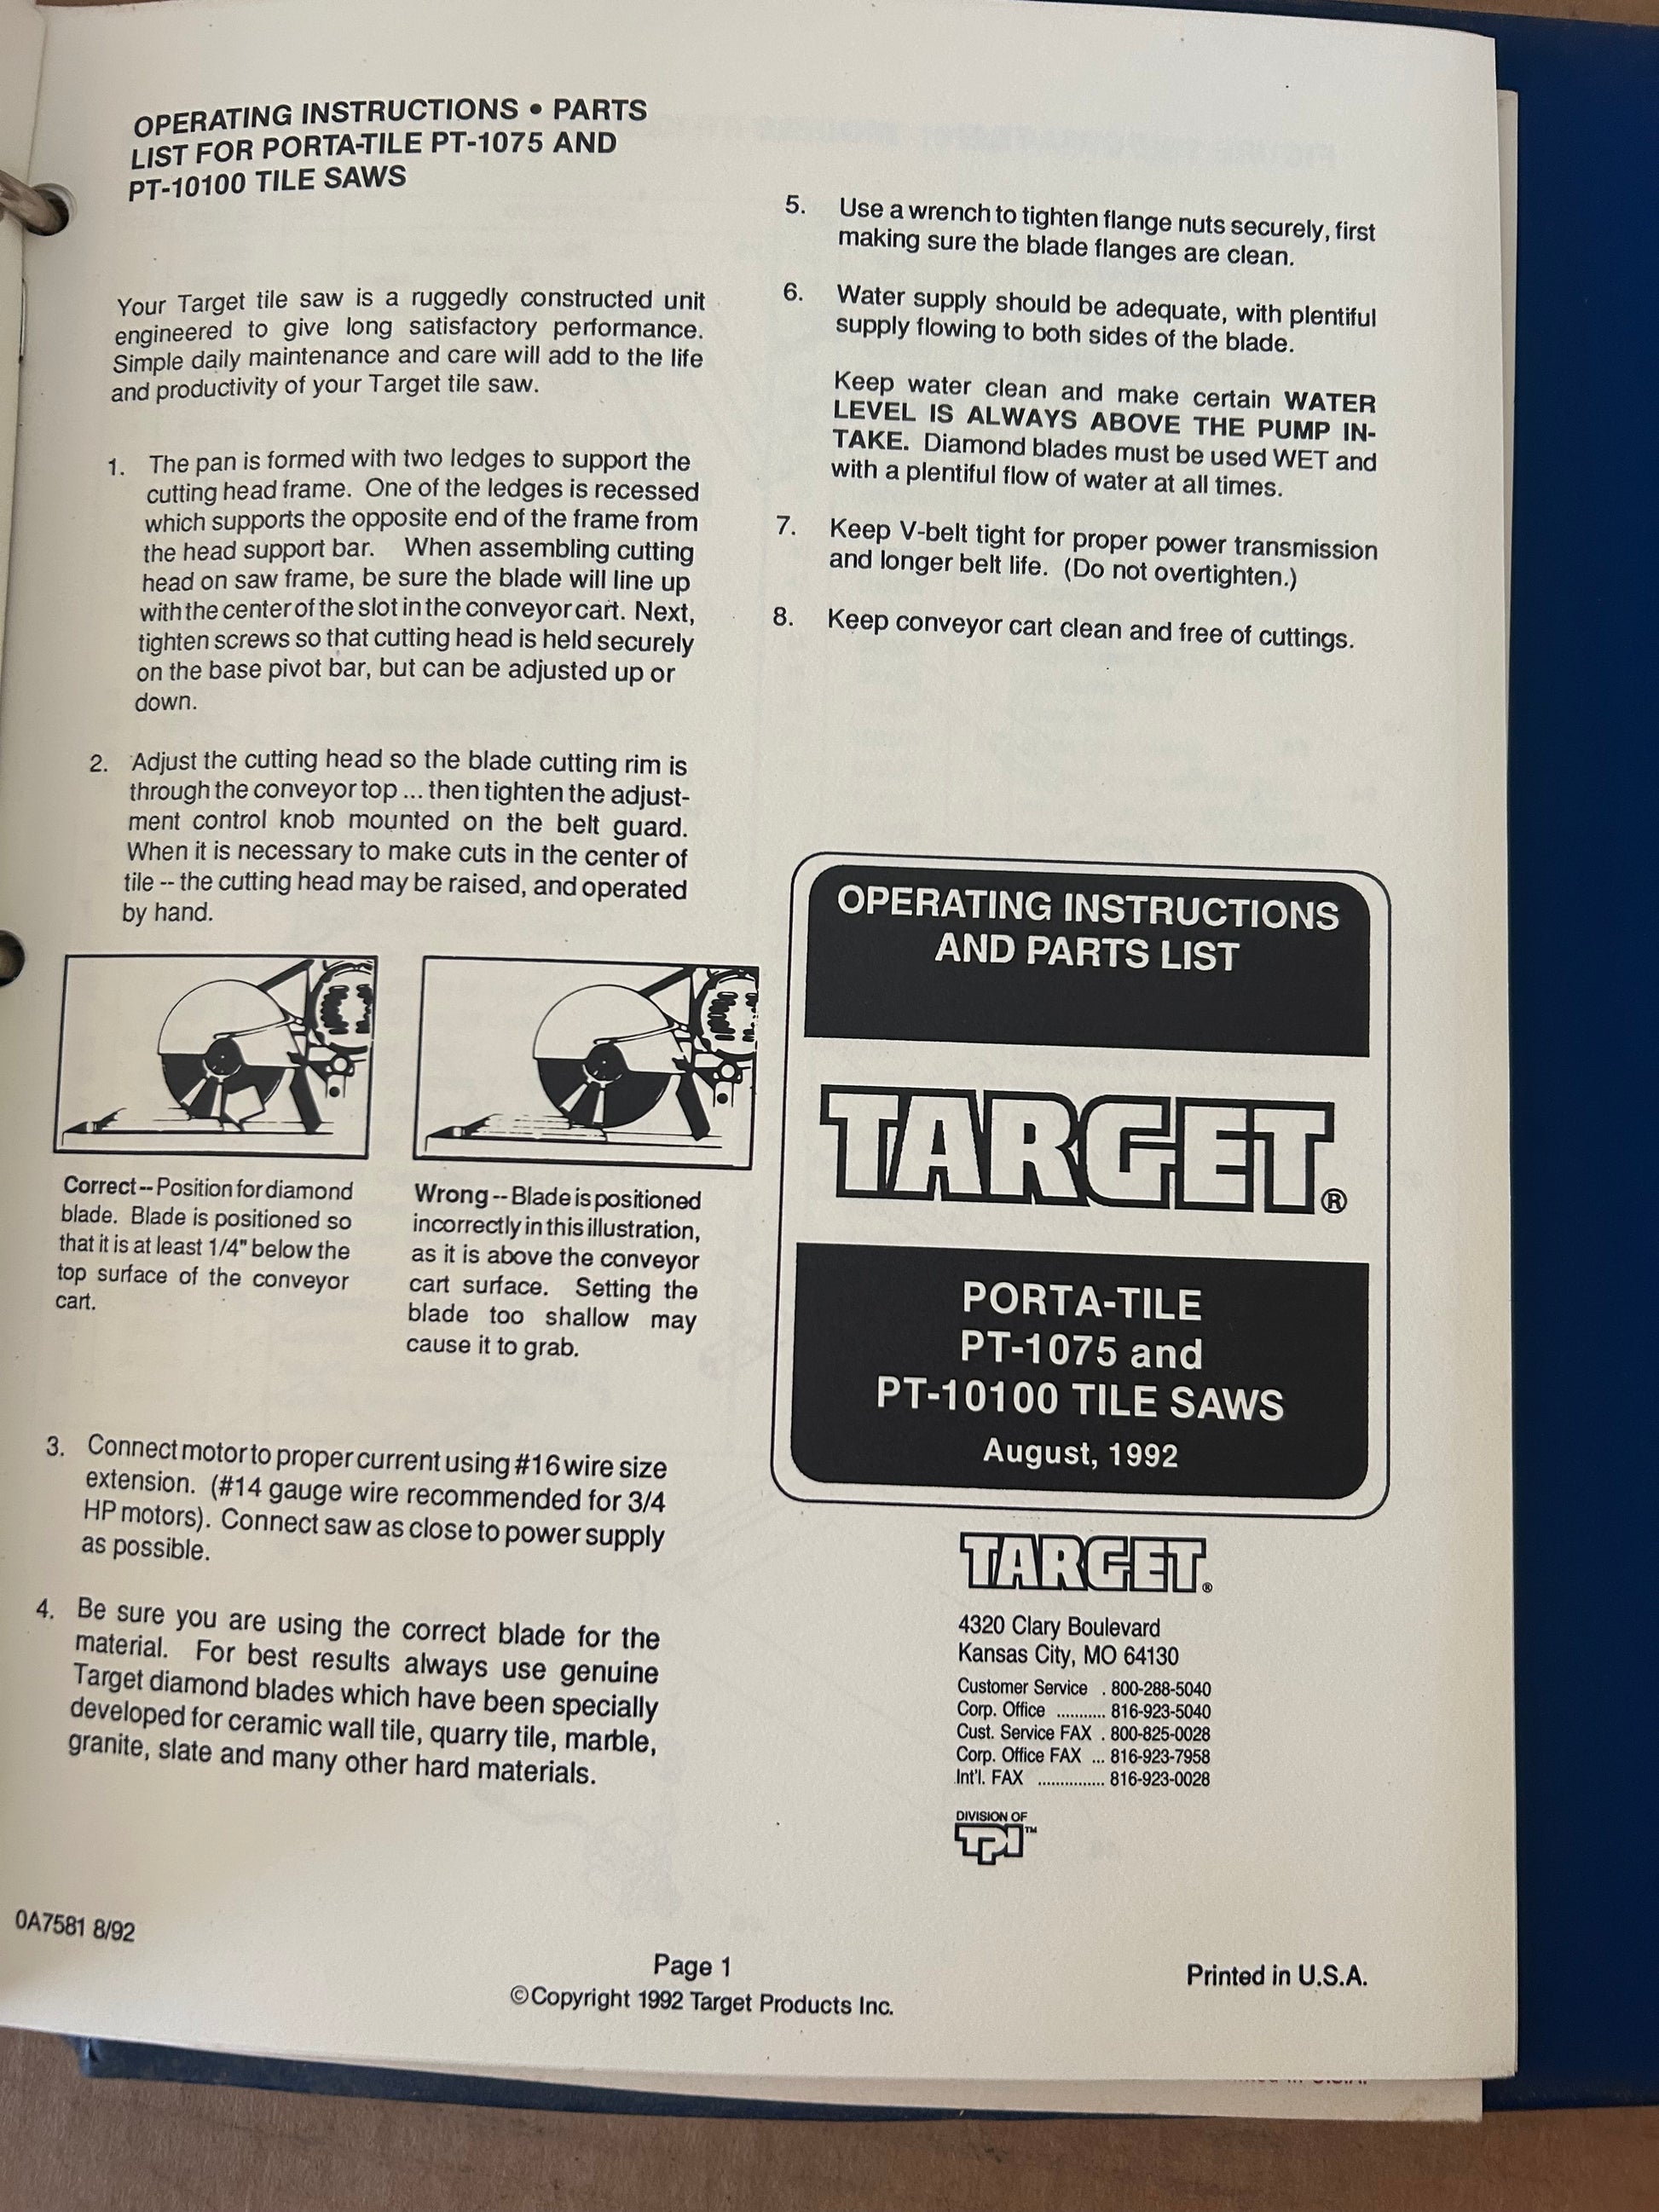 OPERATING INSTRUCTIONS • PARTS
LIST FOR PORTA-TILE PT-1075 AND
PT-10100 TILE SAWS
Your Target tile saw is a ruggedly constructed unit
engineered to give long satisfactory performance.
Simple daily maintenance and care will add to the life
and productivity of your Target tile saw.
1. The pan is formed with two ledges to support the
cutting head frame. One of the ledges is recessed
which supports the opposite end of the frame from
the head support bar. When assembling cutting
head on saw frame, be sure the blade will line up
with the center of the slot in the conveyor cart. Next,
tighten screws so that cutting head is held securely
on the base pivot bar, but can be adjusted up or
down.
2. Adjust the cutting head so the blade cutting rim is
through the conveyor top ... then tighten the adjust-
ment control knob mounted on the belt guard.
When it is necessary to make cuts in the center of
tile -- the cutting head may be raised, and operated
by hand.
Correct -- Position for diamond
blade. Blade is positioned so
that it is at least 1/4" below the
top surface of the conveyor
cart.
Wrong -- Blade is positioned
incorrectly in this illustration,
as it is above the conveyor
cart surface. Setting the
blade too shallow may
cause it to grab.
3. Connect motor to proper current using #16 wire size
extension. (#14 gauge wire recommended for 3/4
HP motors). Connect saw as close to power supply
as possible.
4. Be sure you are using the correct blade for the
material. For best results always use genuine
Target diamond blades which have been specially
developed for ceramic wall tile, quarry tile, marble,
granite, slate and many other hard materials.
5. Use a wrench to tighten flange nuts securely, first
making sure the blade flanges are clean.
6. Water supply should be adequate, with plentiful
supply flowing to both sides of the blade.
Keep water clean and make certain WATER
LEVEL IS ALWAYS ABOVE THE PUMP IN-
TAKE. Diamond blades must be used WET and
with a plentiful flow of water at all times.
7. Keep V-belt tight for proper power transmission
and longer belt life. (Do not overtighten.)
8. Keep conveyor cart clean and free of cuttings.
OPERATING INSTRUCTIONS
AND PARTS LIST
TARGET®
PORTA-TILE
PT-1075 and
PT-10100 TILE SAWS
August, 1992
TARGET®
4320 Clary Boulevard
Kansas City, MO 64130
Customer Service . 800-288-5040
Corp. Office ........... 816-923-5040
Cust. Service FAX . 800-825-0028
Corp. Office FAX ... 816-923-7958
Int'l. FAX ............... 816-923-0028
DIVISION OF
TPI™
0A7581 8/92
Page 1
©Copyright 1992 Target Products Inc.
Printed in U.S.A.